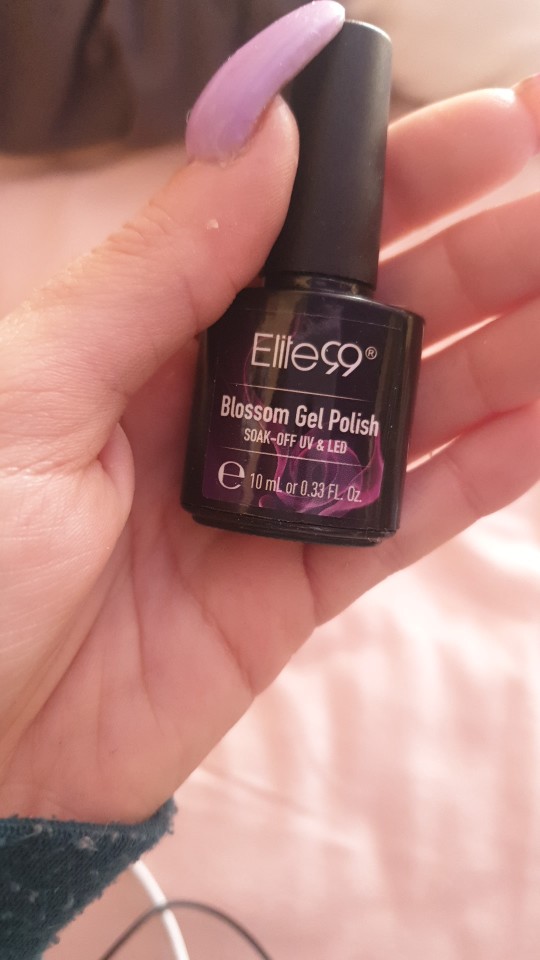 Elite99®
Blossom Gel Polish
SOAK-OFF UV & LED
℮ 10 mL or 0.33 FL. Oz.